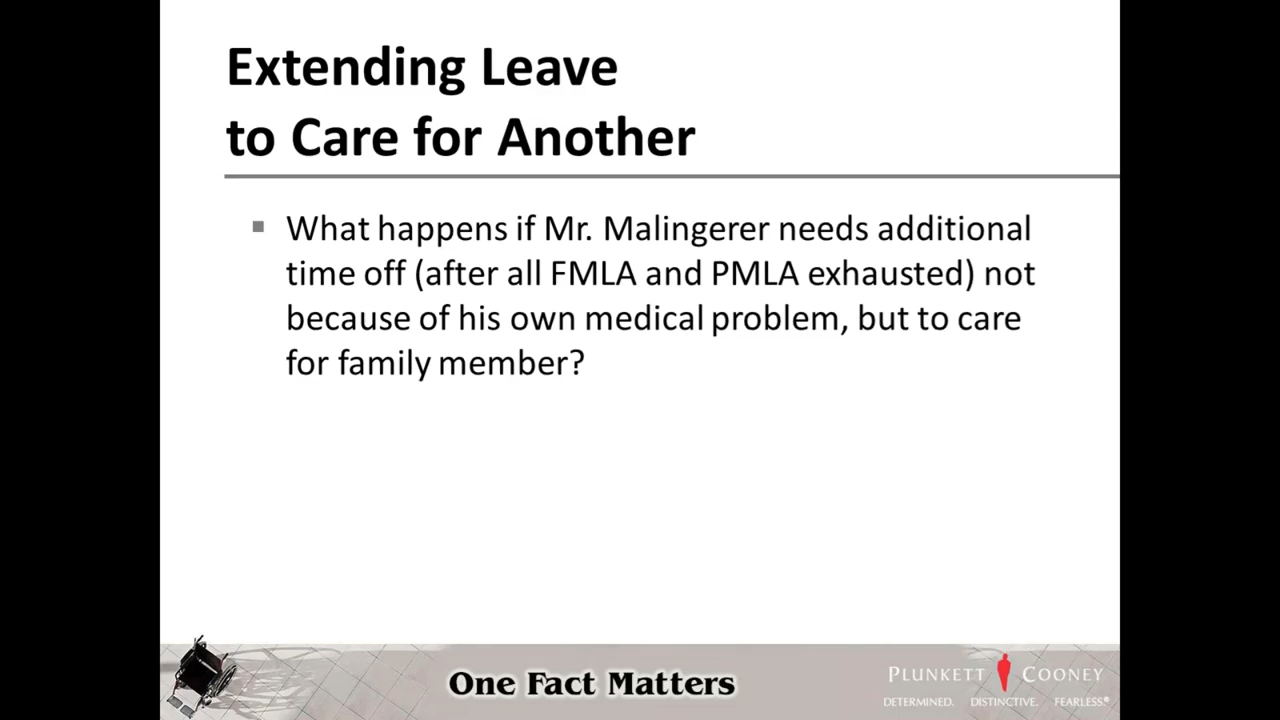 Extending Leave
to Care for Another
What happens if Mr. Malingerer needs additional
time off (after all FMLA and PMLA exhausted) not
because of his own medical problem, but to care
for family member?
One Fact Matters
PLUNKETT COONEY
DETERMINED. DISTINCTIVE. FEARLESS®